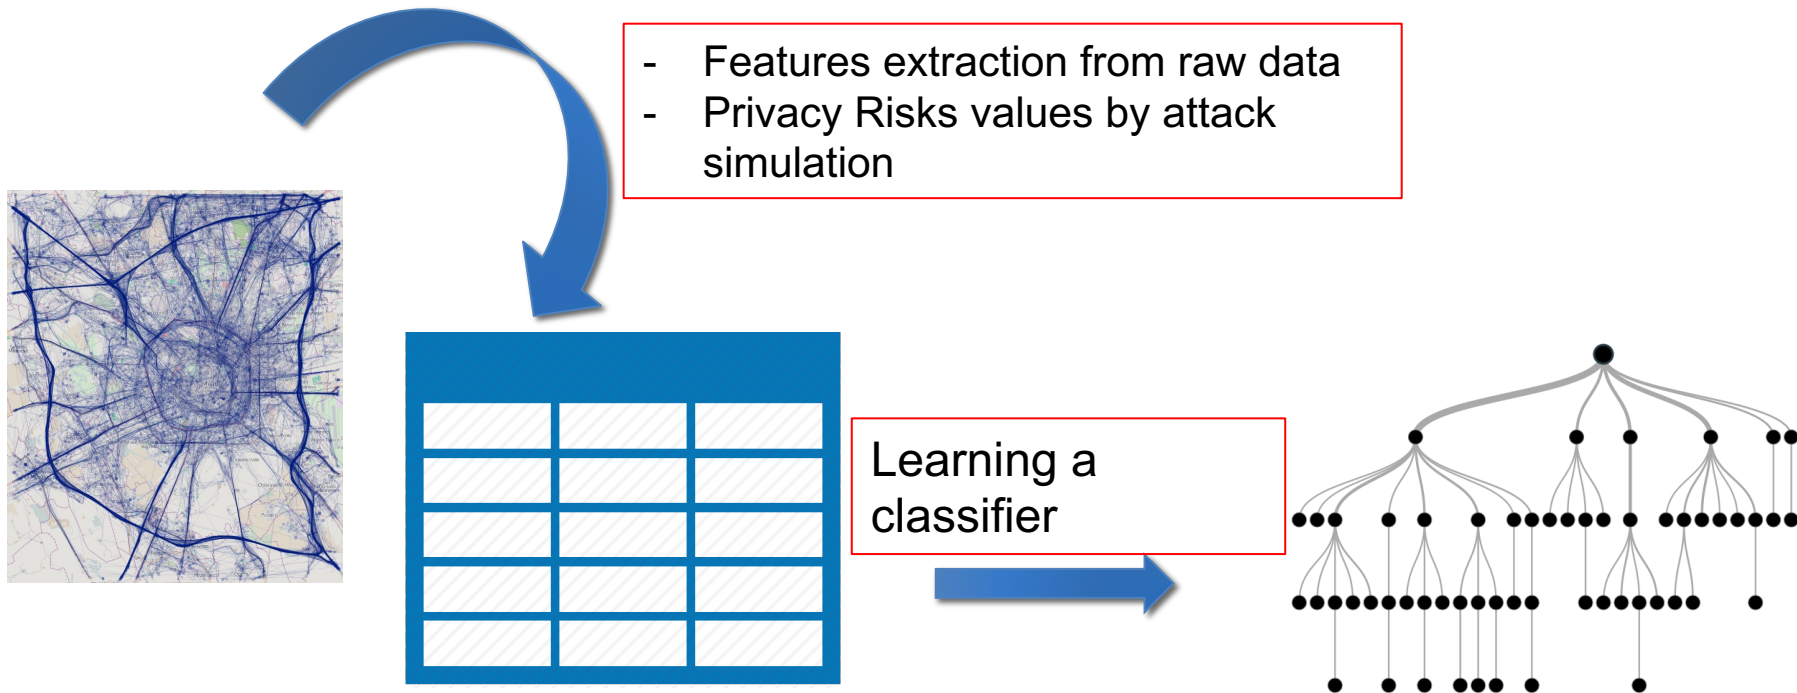 - Features extraction from raw data
- Privacy Risks values by attack
simulation
Learning a
classifier